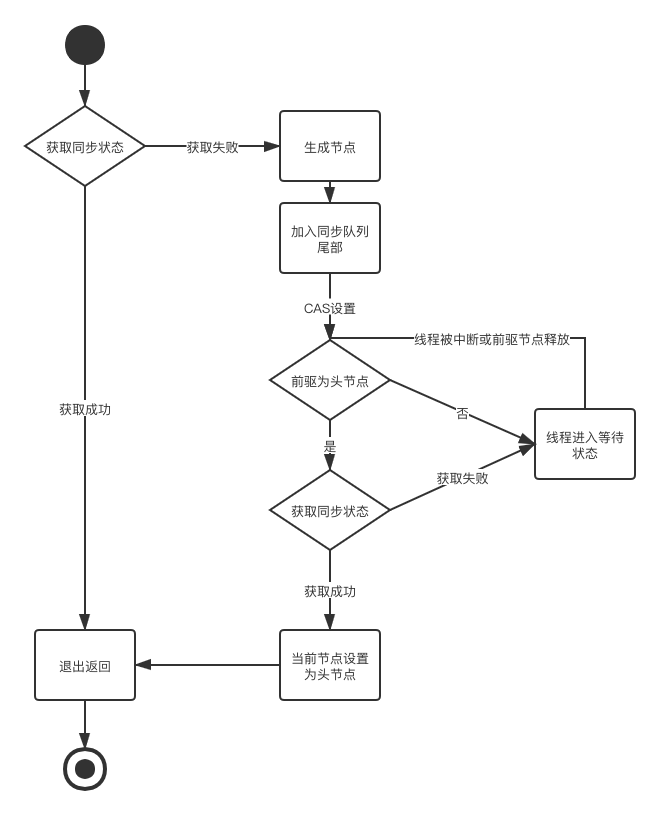 获取同步状态
获取失败
生成节点
加入同步队列
尾部
CAS设置
线程被中断或前驱节点释放
前驱为头节点
否
获取成功
线程进入等待
状态
是
获取失败
获取同步状态
获取成功
退出返回
当前节点设置
为头节点